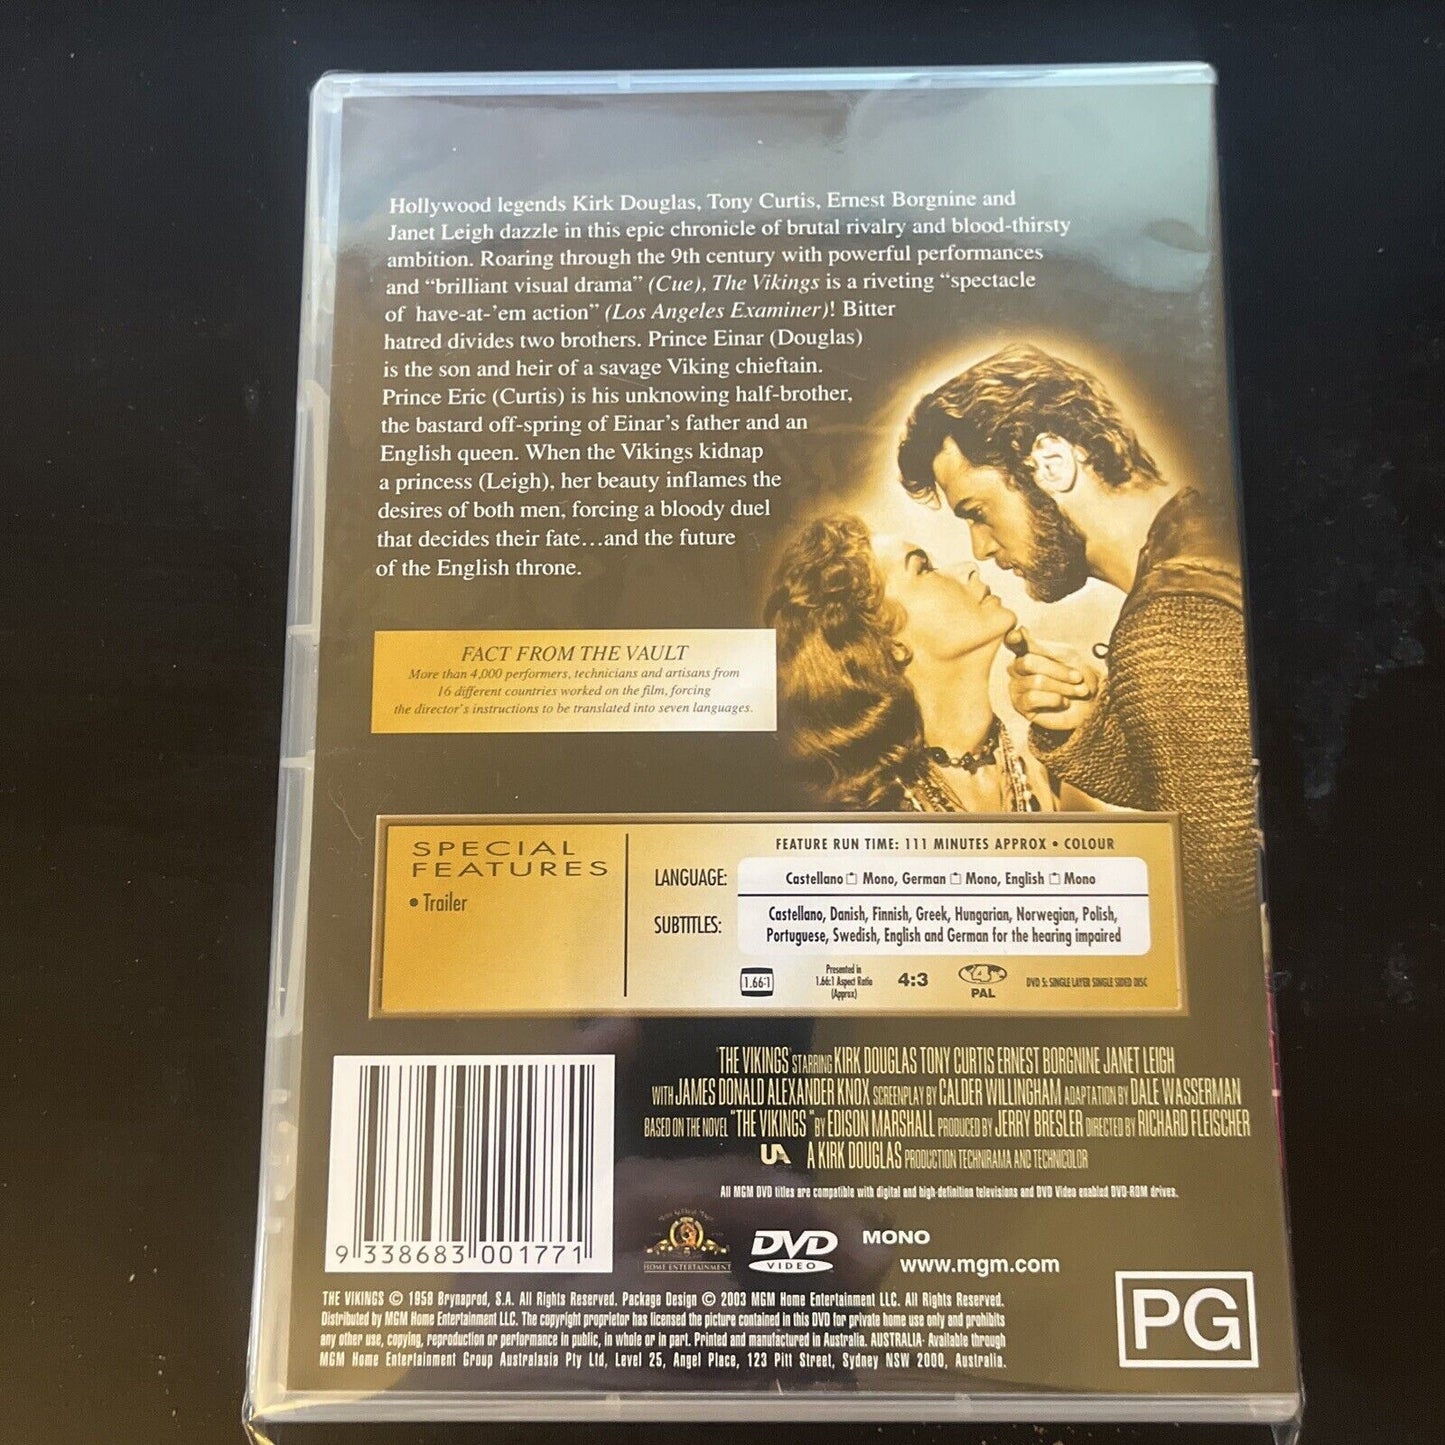 Hollywood legends Kirk Douglas, Tony Curtis, Ernest Borgnine and
Janet Leigh dazzle in this epic chronicle of brutal rivalry and blood-thirsty
ambition. Roaring through the 9th century with powerful performances
and “brilliant visual drama” (Cue), The Vikings is a riveting “spectacle
of have-at-’em action” (Los Angeles Examiner)! Bitter
hatred divides two brothers. Prince Einar (Douglas)
is the son and heir of a savage Viking chieftain.
Prince Eric (Curtis) is his unknowing half-brother,
the bastard off-spring of Einar’s father and an
English queen. When the Vikings kidnap
a princess (Leigh), her beauty inflames the
desires of both men, forcing a bloody duel
that decides their fate…and the future
of the English throne.
FACT FROM THE VAULT
More than 4,000 performers, technicians and artisans from
16 different countries worked on the film, forcing
the director’s instructions to be translated into seven languages.
SPECIAL
FEATURES
• Trailer
FEATURE RUN TIME: 111 MINUTES APPROX • COLOUR
LANGUAGE: Castellano Mono, German Mono, English Mono
SUBTITLES: Castellano, Danish, Finnish, Greek, Hungarian, Norwegian, Polish,
Portuguese, Swedish, English and German for the hearing impaired
1.66:1
Presented in
1.66:1 Aspect Ratio
(Approx)
4:3
4
PAL
DVD 5: SINGLE LAYER SINGLE SIDED DISC
"THE VIKINGS" STARRING KIRK DOUGLAS TONY CURTIS ERNEST BORGNINE JANET LEIGH
WITH JAMES DONALD ALEXANDER KNOX SCREENPLAY BY CALDER WILLINGHAM ADAPTATION BY DALE WASSERMAN
BASED ON THE NOVEL "THE VIKINGS" BY EDISON MARSHALL PRODUCED BY JERRY BRESLER DIRECTED BY RICHARD FLEISCHER
UA A KIRK DOUGLAS PRODUCTION TECHNIRAMA AND TECHNICOLOR
All MGM DVD titles are compatible with digital and high-definition televisions and DVD Video enabled DVD-ROM drives.
9 338683 001771
HOME ENTERTAINMENT
DVD
VIDEO
MONO
www.mgm.com
THE VIKINGS © 1958 Brynaprod, S.A. All Rights Reserved. Package Design © 2003 MGM Home Entertainment LLC. All Rights Reserved.
Distributed by MGM Home Entertainment LLC. The copyright proprietor has licensed the picture contained in this DVD for private home use only and prohibits
any other use, copying, reproduction or performance in public, in whole or in part. Printed and manufactured in Australia. AUSTRALIA- Available through
MGM Home Entertainment Group Australasia Pty Ltd, Level 25, Angel Place, 123 Pitt Street, Sydney NSW 2000, Australia.
PG